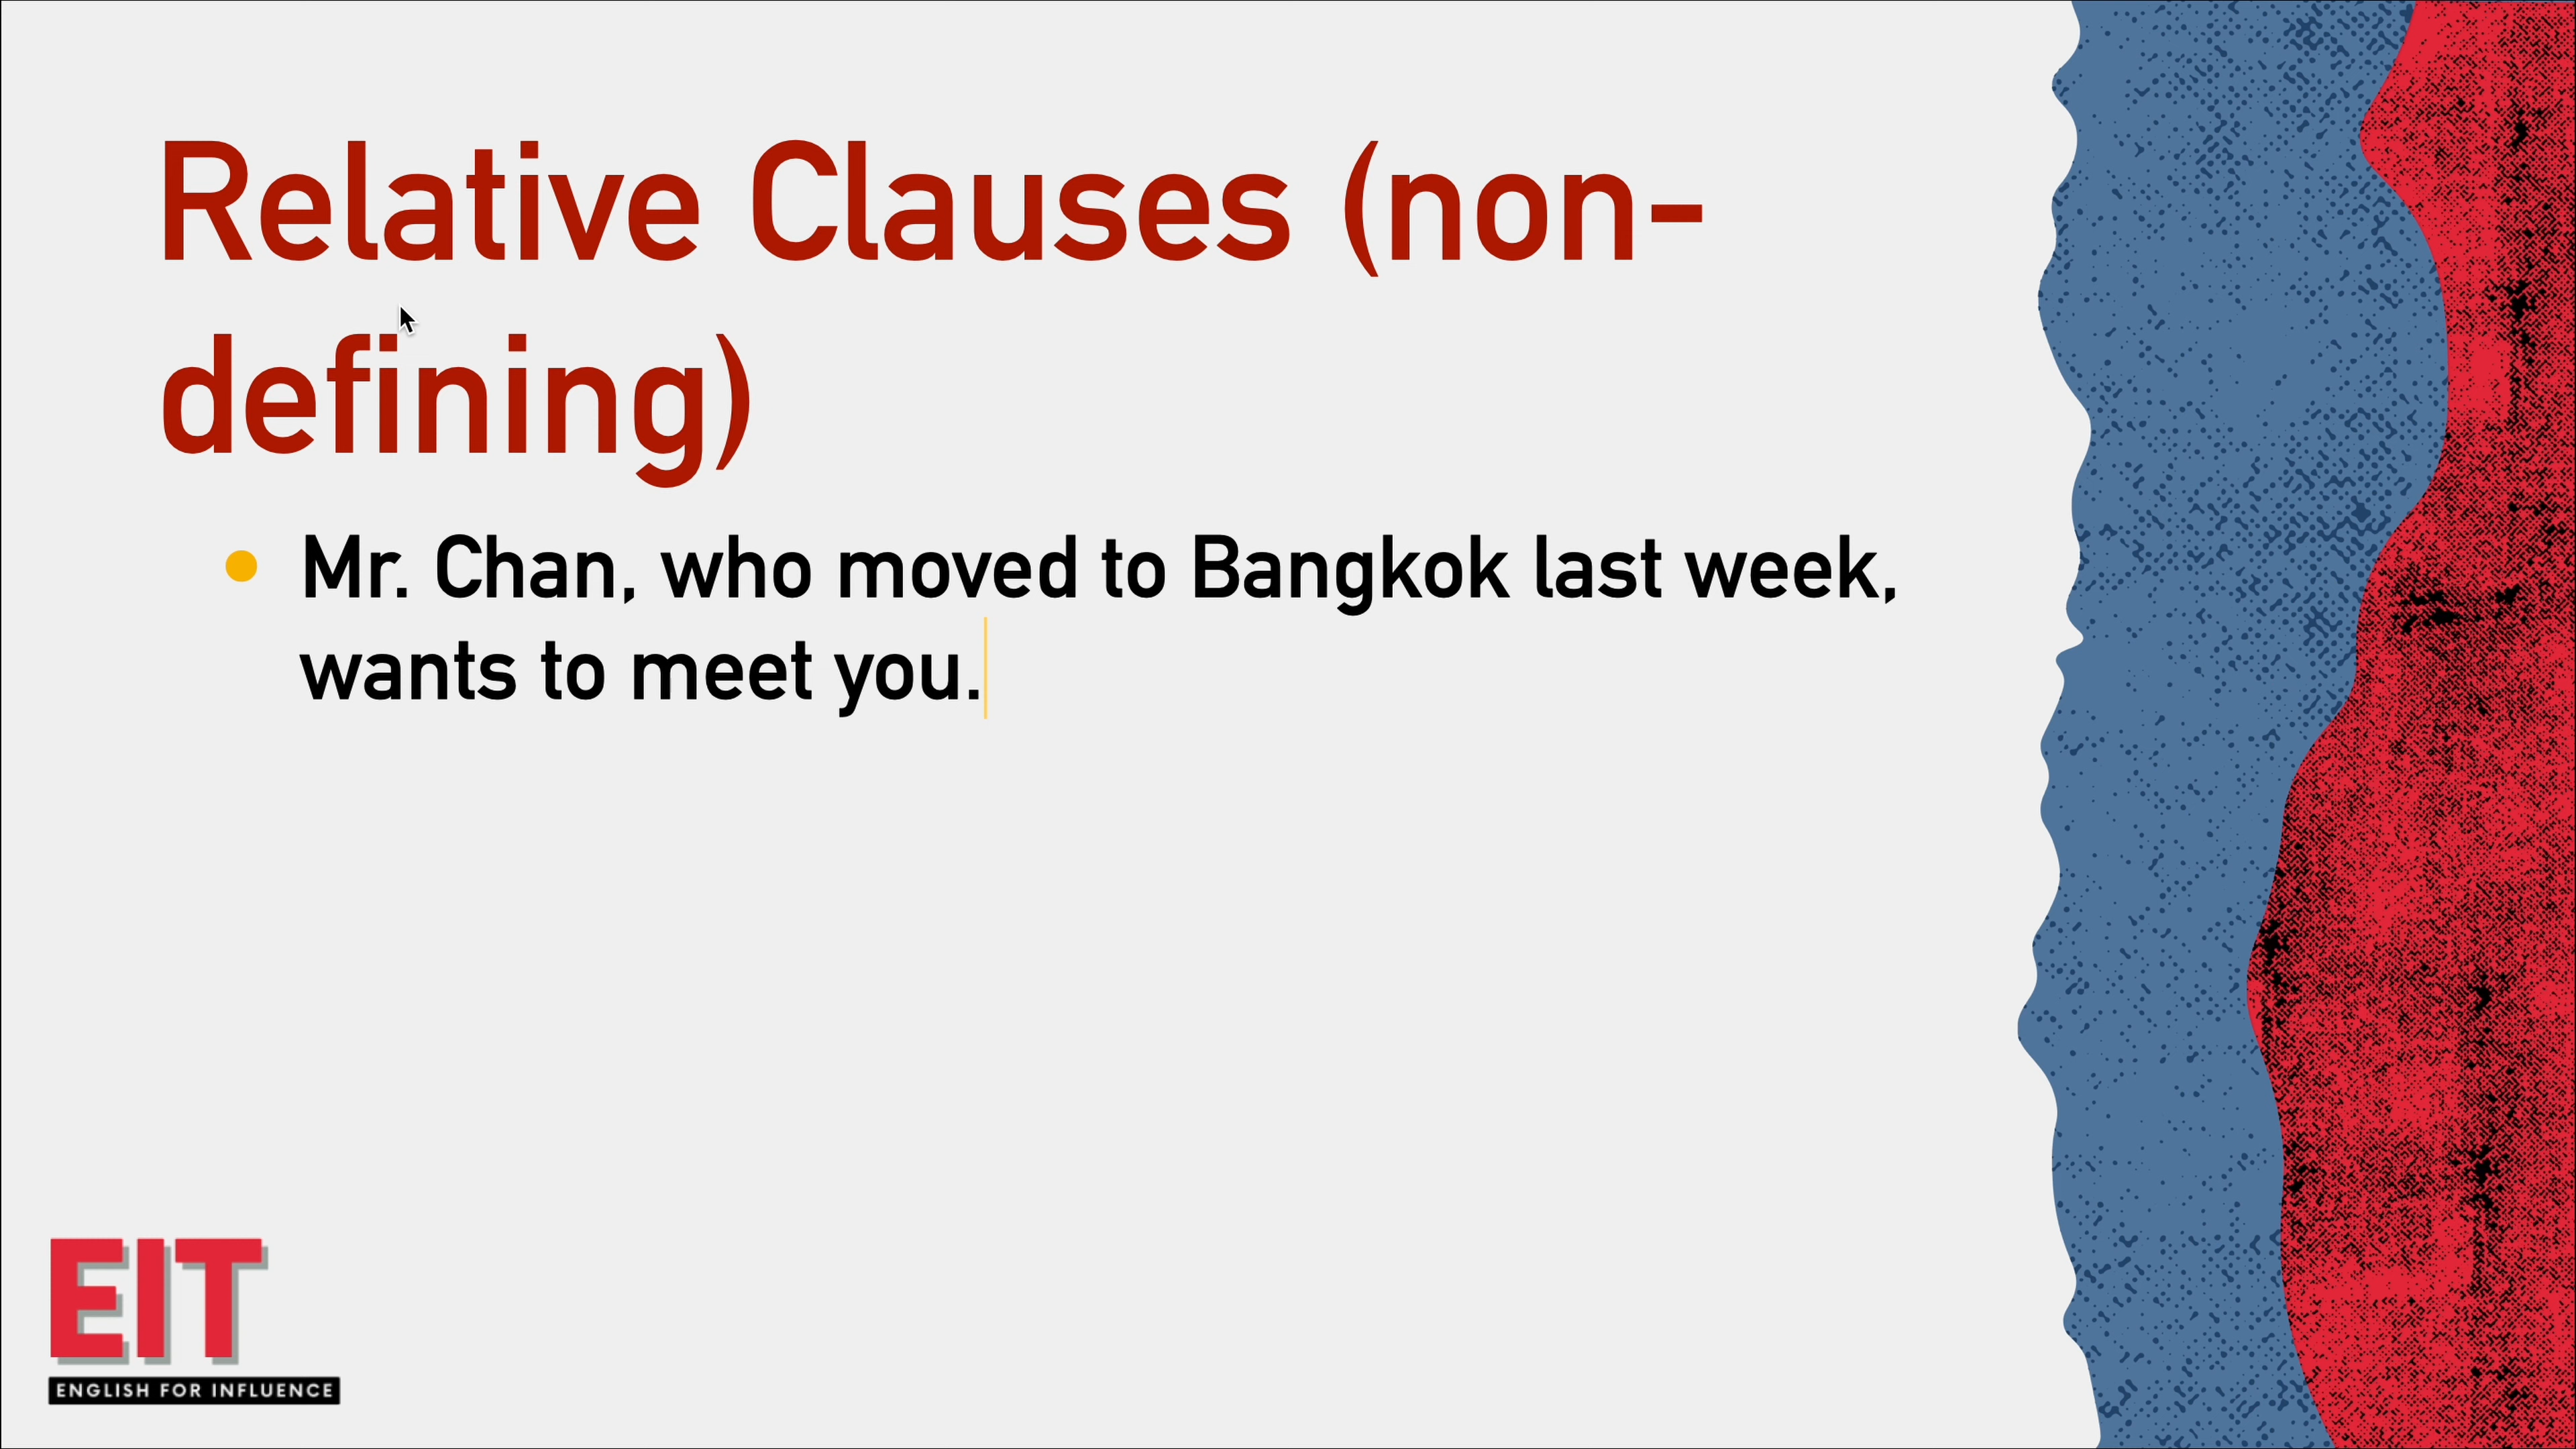 Relative Clauses (non-
defining)
Mr. Chan, who moved to Bangkok last week,
wants to meet you.
EIT
ENGLISH FOR INFLUENCE